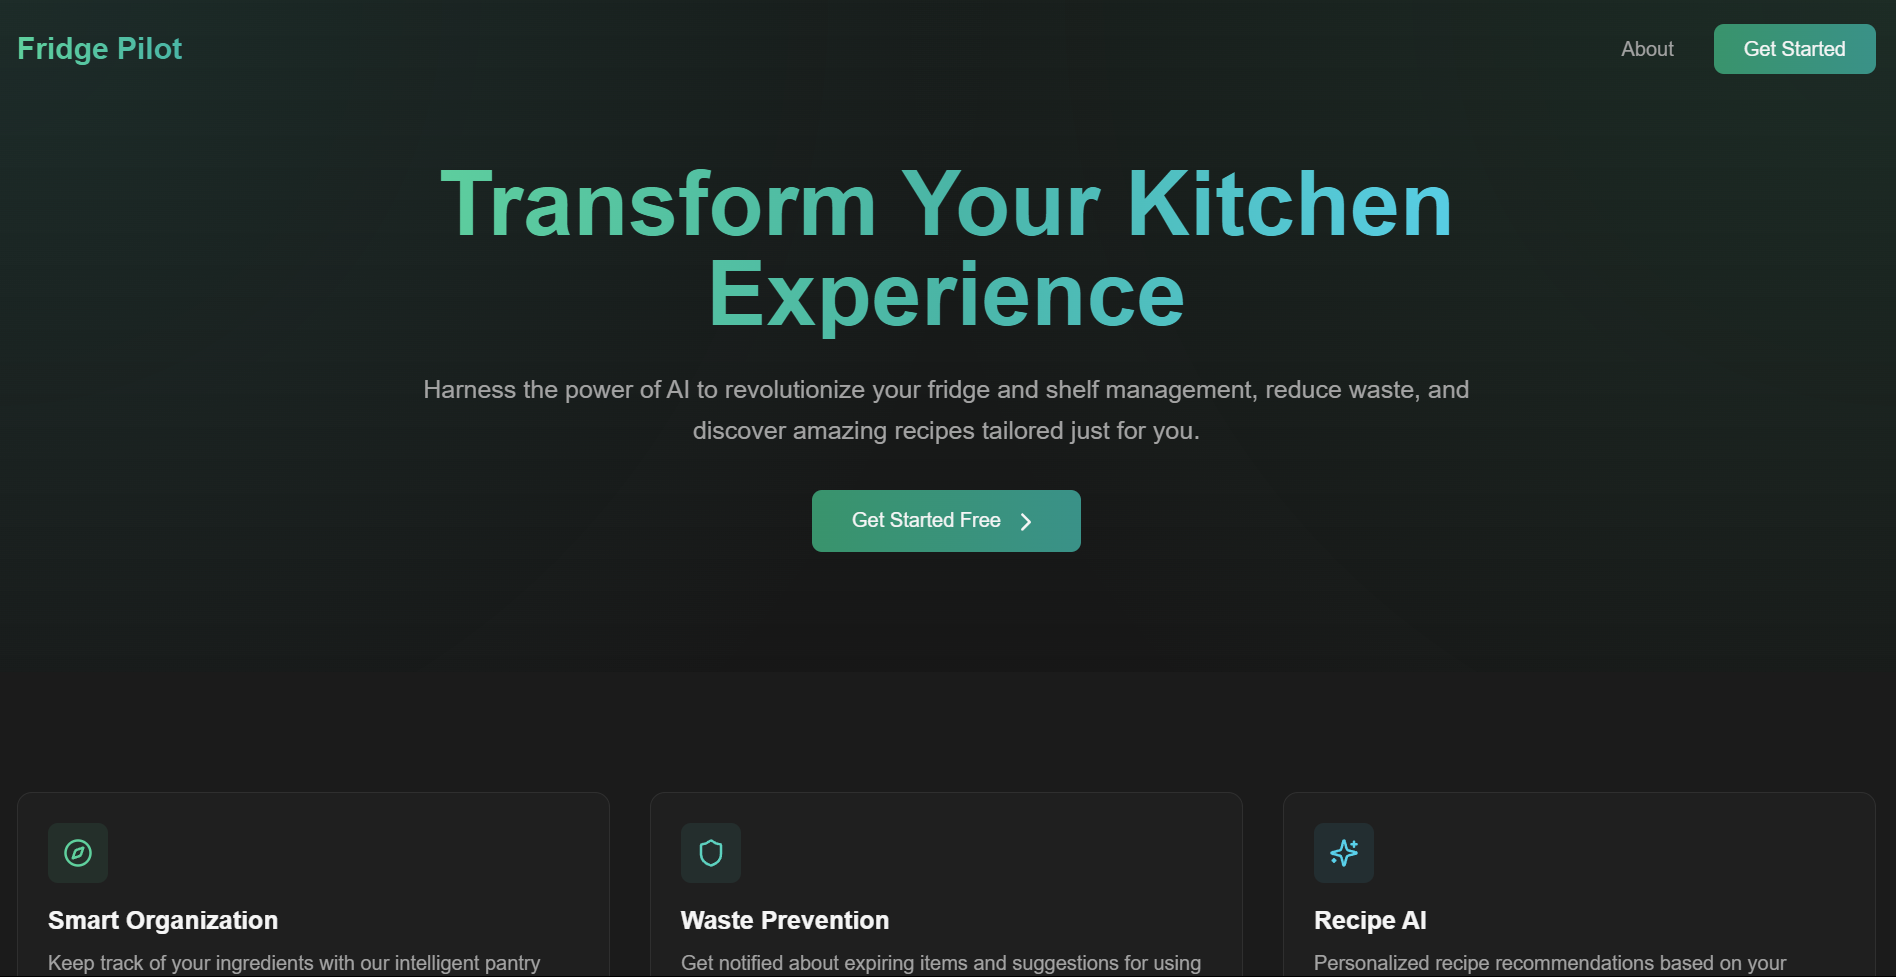 Fridge Pilot
About
Get Started
Transform Your Kitchen
Experience
Harness the power of AI to revolutionize your fridge and shelf management, reduce waste, and
discover amazing recipes tailored just for you.
Get Started Free
Smart Organization
Keep track of your ingredients with our intelligent pantry
Waste Prevention
Get notified about expiring items and suggestions for using
Recipe AI
Personalized recipe recommendations based on your